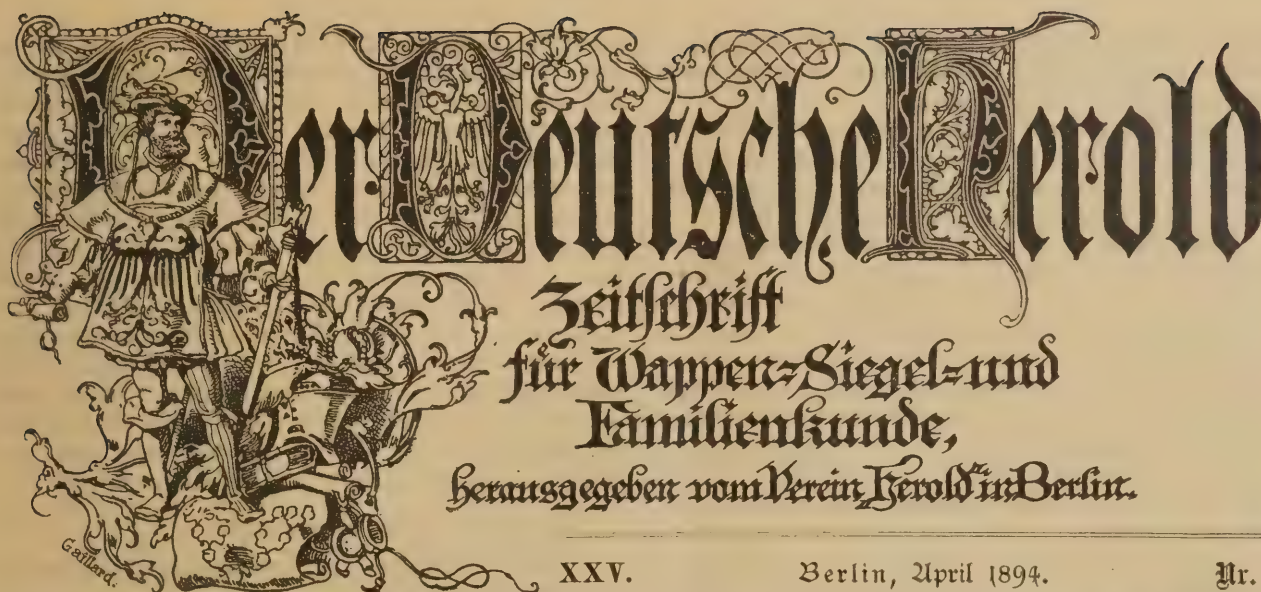 Der Deutsche Herold
Zeitschrift
für Wappen-Siegel-und
Familienkunde,
herausgegeben vom Verein „Herold” in Berlin.
Gaillard.
XXV. Berlin, April 1894. Nr.